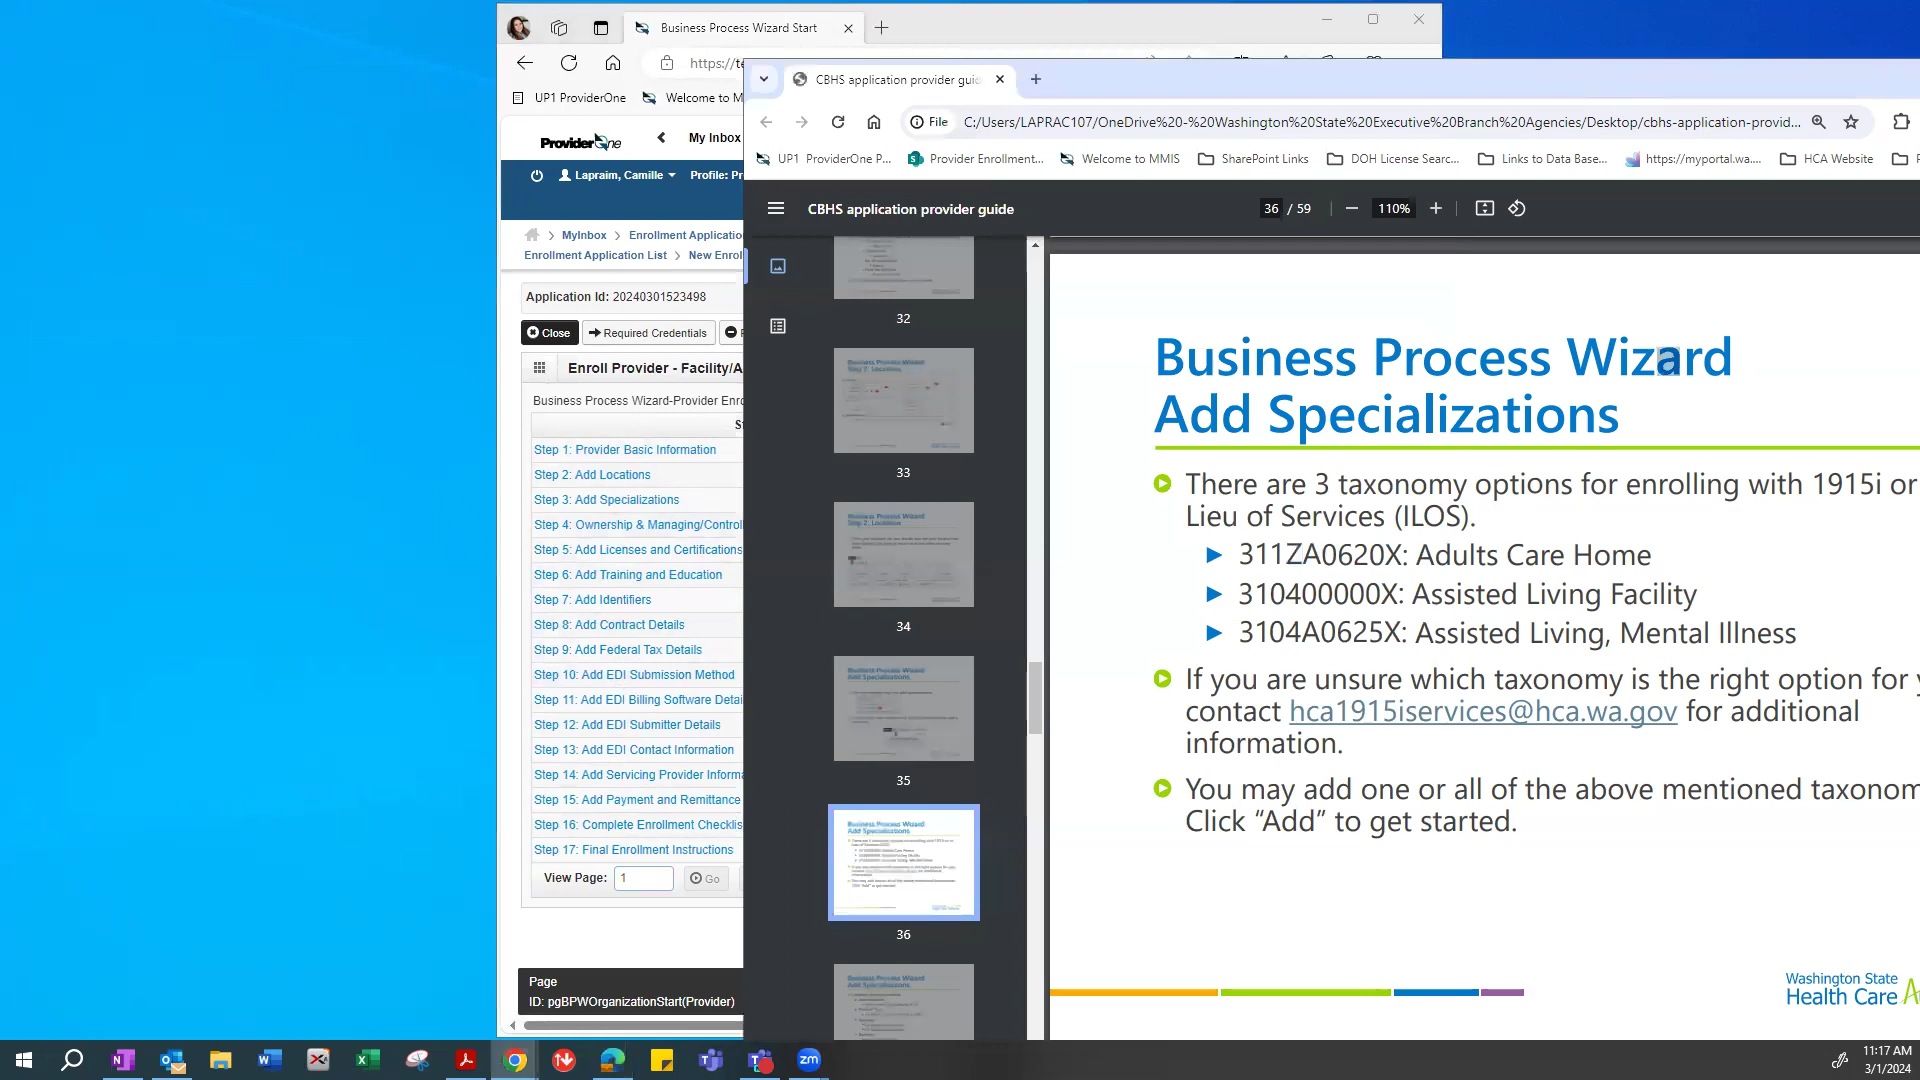 Business Process Wizard Start
https://te
UP1 ProviderOne
Welcome to M
ProviderOne
My Inbox
Lapraim, Camille
Profile: Pr
MyInbox
Enrollment Applicatio
Enrollment Application List
New Enrol
Application Id: 20240301523498
Close
Required Credentials
Enroll Provider - Facility/A
Business Process Wizard-Provider Enro
Step 1: Provider Basic Information
Step 2: Add Locations
Step 3: Add Specializations
Step 4: Ownership & Managing/Control
Step 5: Add Licenses and Certifications
Step 6: Add Training and Education
Step 7: Add Identifiers
Step 8: Add Contract Details
Step 9: Add Federal Tax Details
Step 10: Add EDI Submission Method
Step 11: Add EDI Billing Software Detai
Step 12: Add EDI Submitter Details
Step 13: Add EDI Contact Information
Step 14: Add Servicing Provider Informa
Step 15: Add Payment and Remittance
Step 16: Complete Enrollment Checklis
Step 17: Final Enrollment Instructions
View Page:
1
Go
Page
ID: pgBPWOrganizationStart(Provider)
CBHS application provider guid
File
C:/Users/LAPRAC107/OneDrive%20-%20Washington%20State%20Executive%20Branch%20Agencies/Desktop/cbhs-application-provid...
UP1 ProviderOne P...
Provider Enrollment...
Welcome to MMIS
SharePoint Links
DOH License Searc...
Links to Data Base...
https://myportal.wa....
HCA Website
CBHS application provider guide
36 / 59
110%
32
33
34
35
36
Business Process Wizard
Add Specializations
There are 3 taxonomy options for enrolling with 1915i or
Lieu of Services (ILOS).
311ZA0620X: Adults Care Home
310400000X: Assisted Living Facility
3104A0625X: Assisted Living, Mental Illness
If you are unsure which taxonomy is the right option for y
contact hca1915iservices@hca.wa.gov for additional
information.
You may add one or all of the above mentioned taxonom
Click “Add” to get started.
Washington State
Health Care A
11:17 AM
3/1/2024